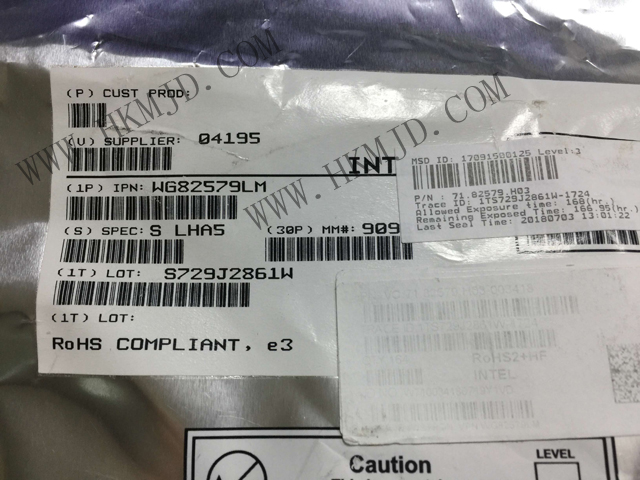 (P) CUST PROD:
(V) SUPPLIER: 04195
INT
(1P) IPN: WG82579LM
(S) SPEC: S LHA5
(30P) MM#: 909
(1T) LOT: S729J2861W
(1T) LOT:
RoHS COMPLIANT, e3
MSD ID: 17091500125 Level:3
P/N : 71.82579.H03
Trace ID: 1TS729J2861W-1724
Allowed Exposure time: 168(hr.)
Remaining Exposed Time: 166.95(hr.)
Last Seal Time: 20180703 13:01:22
RoHS2+HF
INTEL
Caution
LEVEL
WWW.HKMJD.COM
WWW.HKMJD.COM